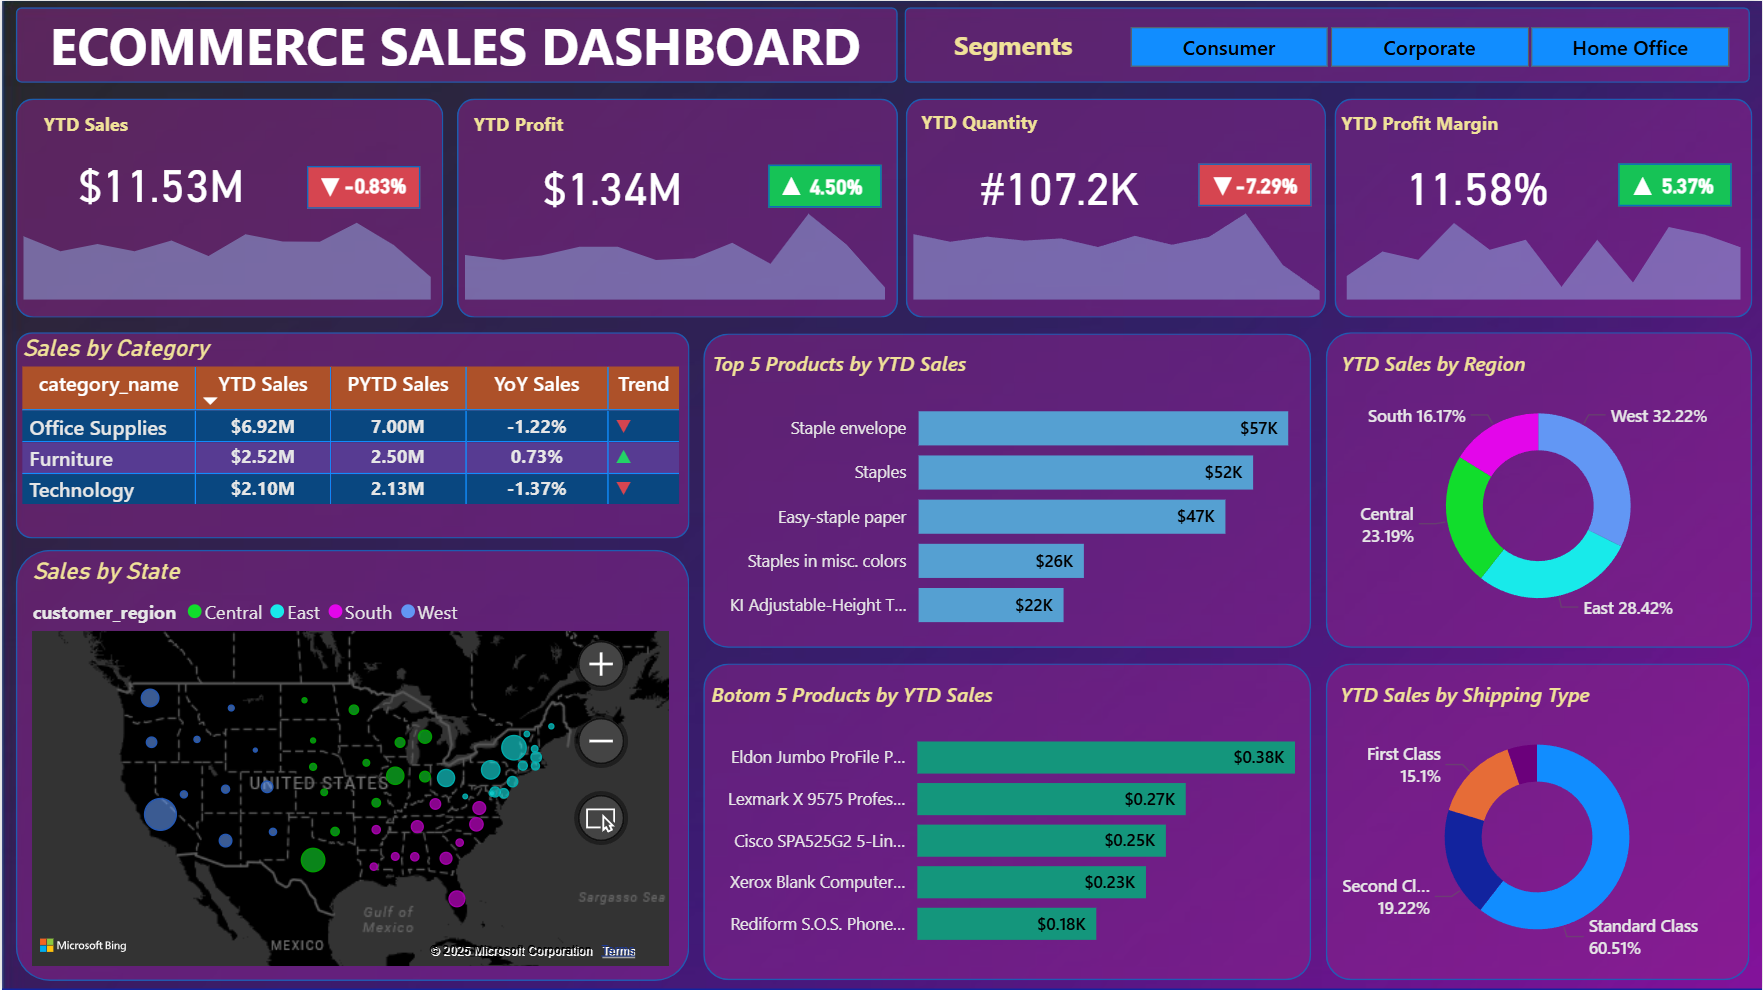 ECOMMERCE SALES DASHBOARD
Segments
Consumer
Corporate
Home Office
YTD Sales
$11.53M
▼ -0.83%
YTD Profit
$1.34M
▲ 4.50%
YTD Quantity
#107.2K
▼ -7.29%
YTD Profit Margin
11.58%
▲ 5.37%
Sales by Category
category_name YTD Sales PYTD Sales YoY Sales Trend
Office Supplies $6.92M 7.00M -1.22% ▼
Furniture $2.52M 2.50M 0.73% ▲
Technology $2.10M 2.13M -1.37% ▼
Top 5 Products by YTD Sales
Staple envelope $57K
Staples $52K
Easy-staple paper $47K
Staples in misc. colors $26K
KI Adjustable-Height T... $22K
YTD Sales by Region
South 16.17%
West 32.22%
Central
23.19%
East 28.42%
Sales by State
customer_region Central East South West
UNITED STATES
Sargasso Sea
Gulf of
Mexico
MEXICO
Microsoft Bing
© 2025 Microsoft Corporation Terms
Botom 5 Products by YTD Sales
Eldon Jumbo ProFile P... $0.38K
Lexmark X 9575 Profes... $0.27K
Cisco SPA525G2 5-Lin... $0.25K
Xerox Blank Computer... $0.23K
Rediform S.O.S. Phone... $0.18K
YTD Sales by Shipping Type
First Class
15.1%
Second Cl...
19.22%
Standard Class
60.51%